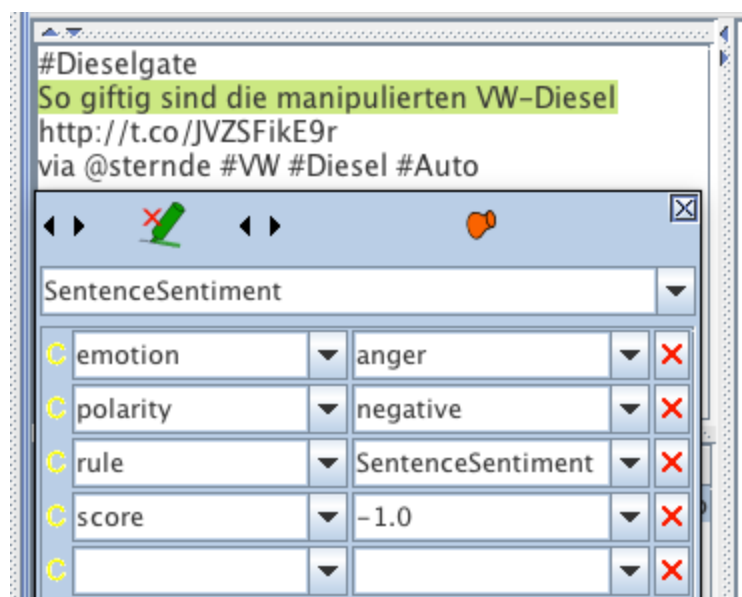 #Dieselgate
So giftig sind die manipulierten VW-Diesel
http://t.co/JVZSFikE9r
via @sternde #VW #Diesel #Auto
SentenceSentiment
C emotion anger
C polarity negative
C rule SentenceSentiment
C score -1.0
C